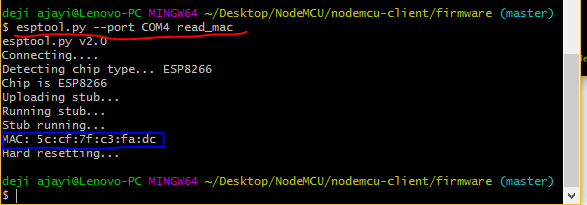 deji ajayi@Lenovo-PC MINGW64 ~/Desktop/NodeMCU/nodemcu-client/firmware (master)
$ esptool.py --port COM4 read_mac
esptool.py v2.0
Connecting....
Detecting chip type... ESP8266
Chip is ESP8266
Uploading stub...
Running stub...
Stub running...
MAC: 5c:cf:7f:c3:fa:dc
Hard resetting...
deji ajayi@Lenovo-PC MINGW64 ~/Desktop/NodeMCU/nodemcu-client/firmware (master)
$